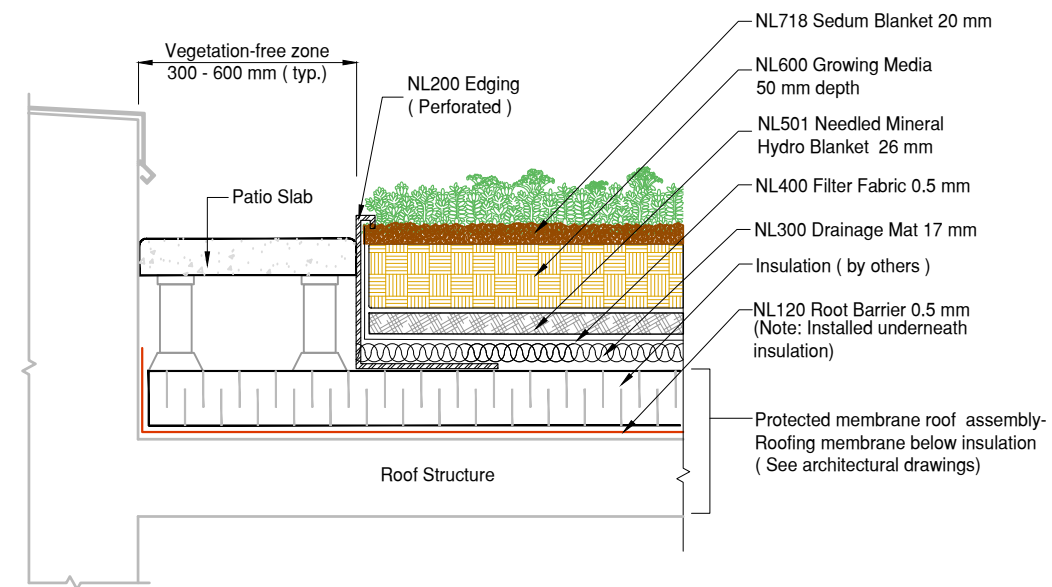 Vegetation-free zone
300 - 600 mm ( typ.)
NL200 Edging
( Perforated )
Patio Slab
NL718 Sedum Blanket 20 mm
NL600 Growing Media
50 mm depth
NL501 Needled Mineral
Hydro Blanket 26 mm
NL400 Filter Fabric 0.5 mm
NL300 Drainage Mat 17 mm
Insulation ( by others )
NL120 Root Barrier 0.5 mm
(Note: Installed underneath
insulation)
Protected membrane roof assembly-
Roofing membrane below insulation
( See architectural drawings)
Roof Structure